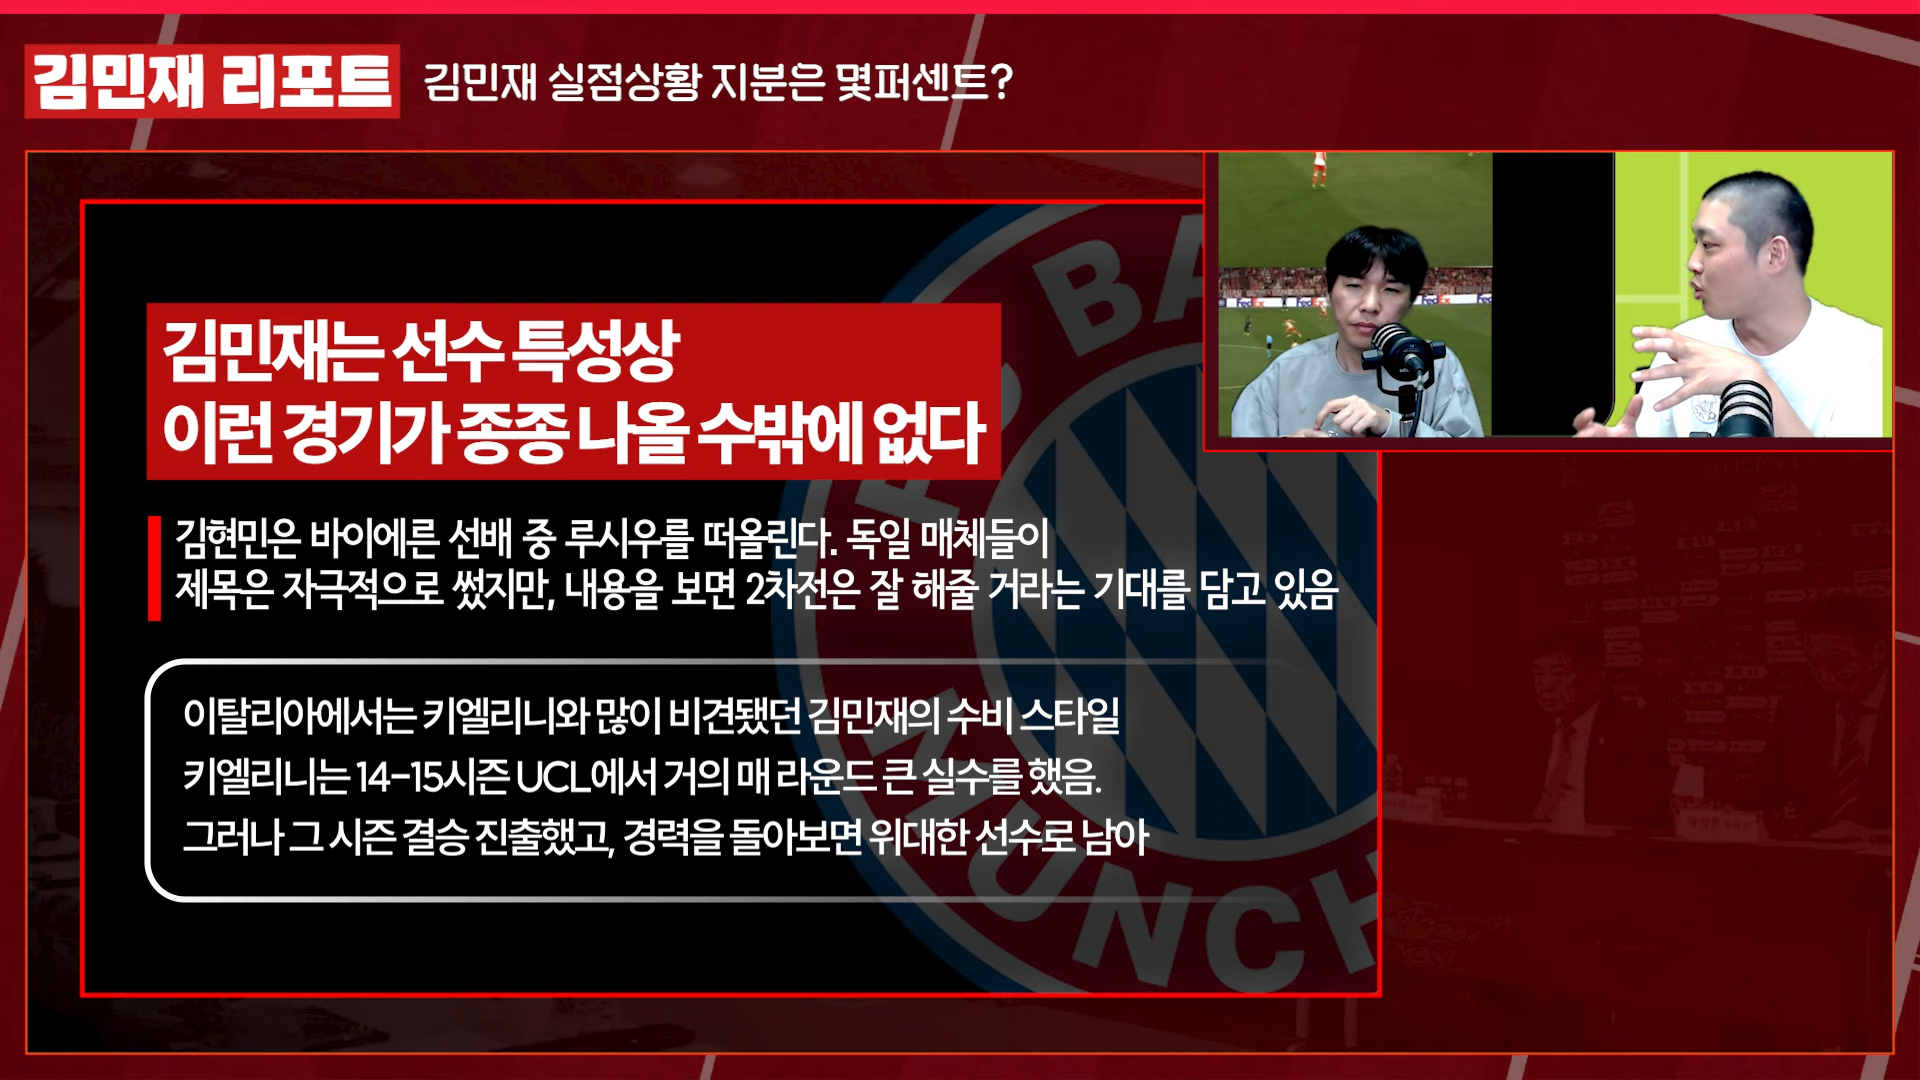 김민재 리포트
김민재 실점상황 지분은 몇퍼센트?
김민재는 선수 특성상
이런 경기가 종종 나올 수밖에 없다
김현민은 바이에른 선배 중 루시우를 떠올린다. 독일 매체들이
제목은 자극적으로 썼지만, 내용을 보면 2차전은 잘 해줄 거라는 기대를 담고 있음
이탈리아에서는 키엘리니와 많이 비견됐던 김민재의 수비 스타일
키엘리니는 14-15시즌 UCL에서 거의 매 라운드 큰 실수를 했음.
그러나 그 시즌 결승 진출했고, 경력을 돌아보면 위대한 선수로 남아
FC BA
MÜNCH
FedEx